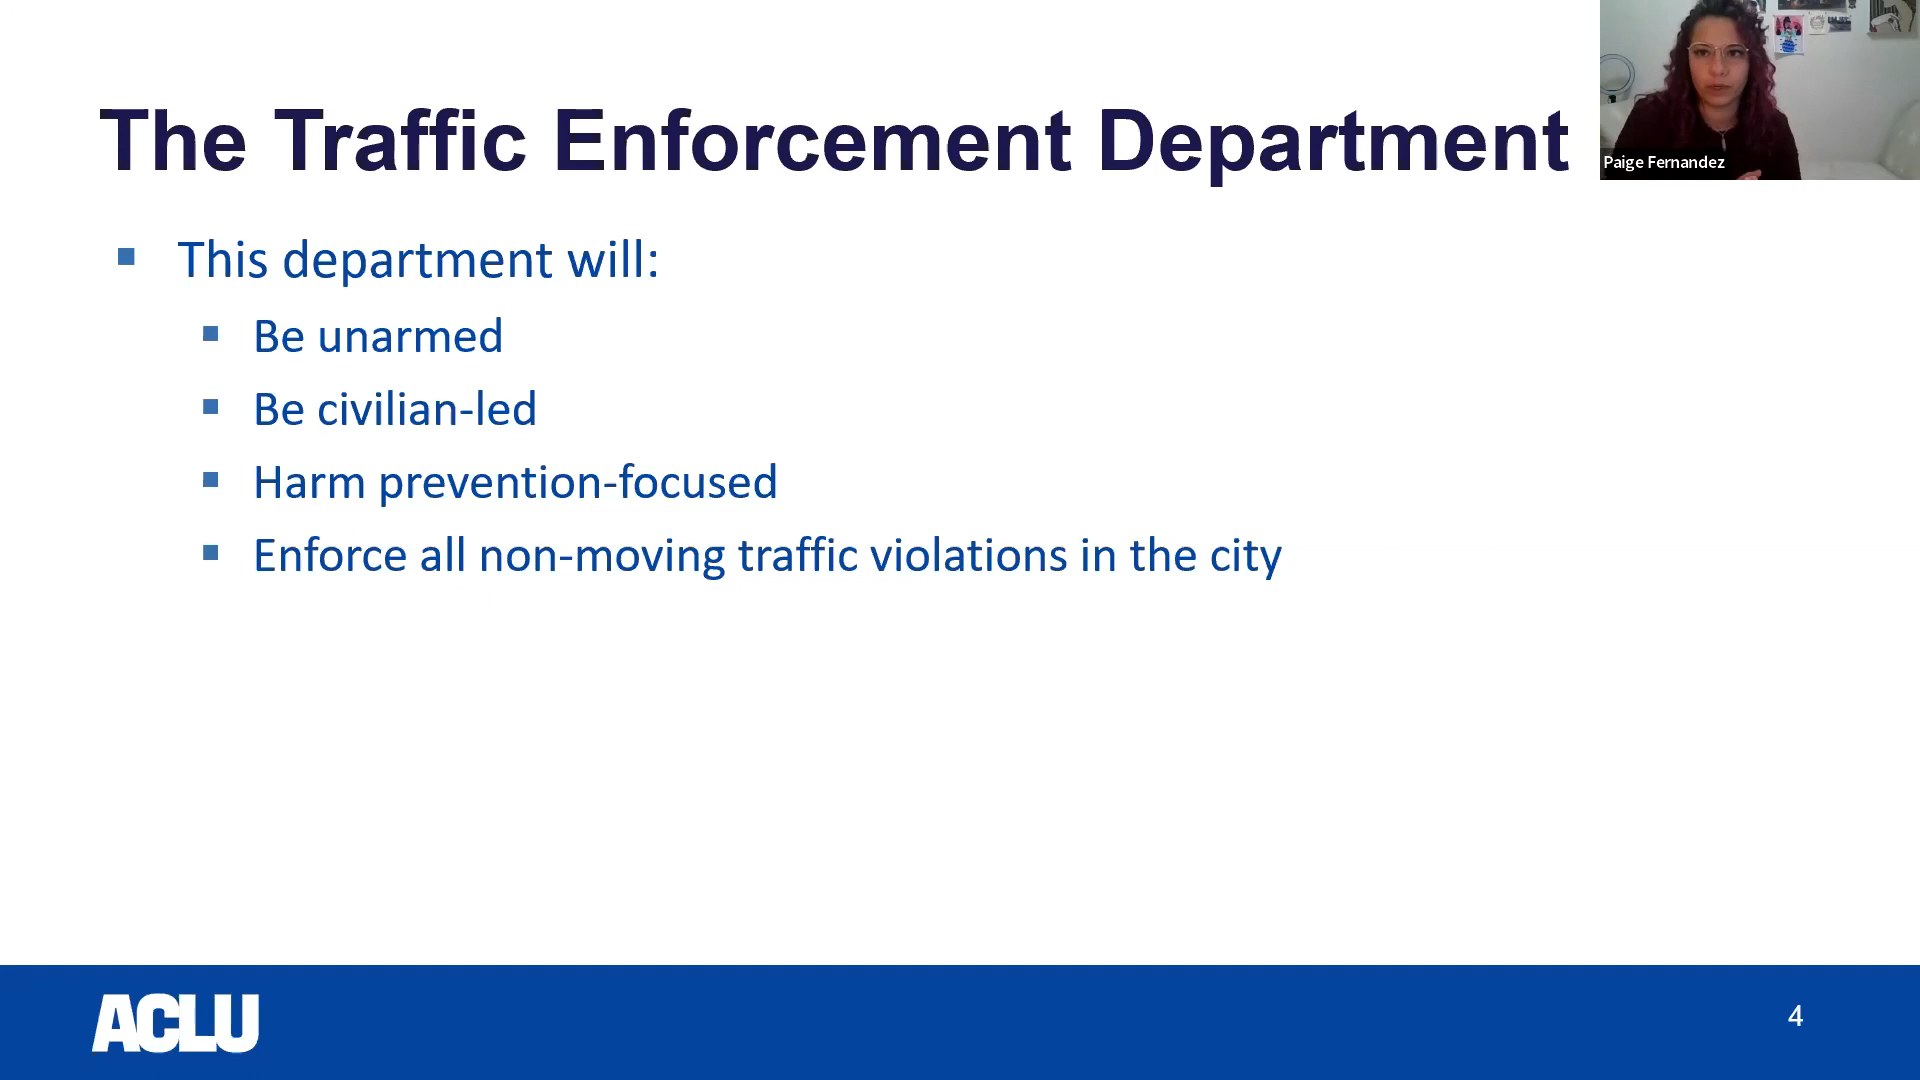 The Traffic Enforcement Department
Paige Fernandez
This department will:
Be unarmed
Be civilian-led
Harm prevention-focused
Enforce all non-moving traffic violations in the city
ACLU
4